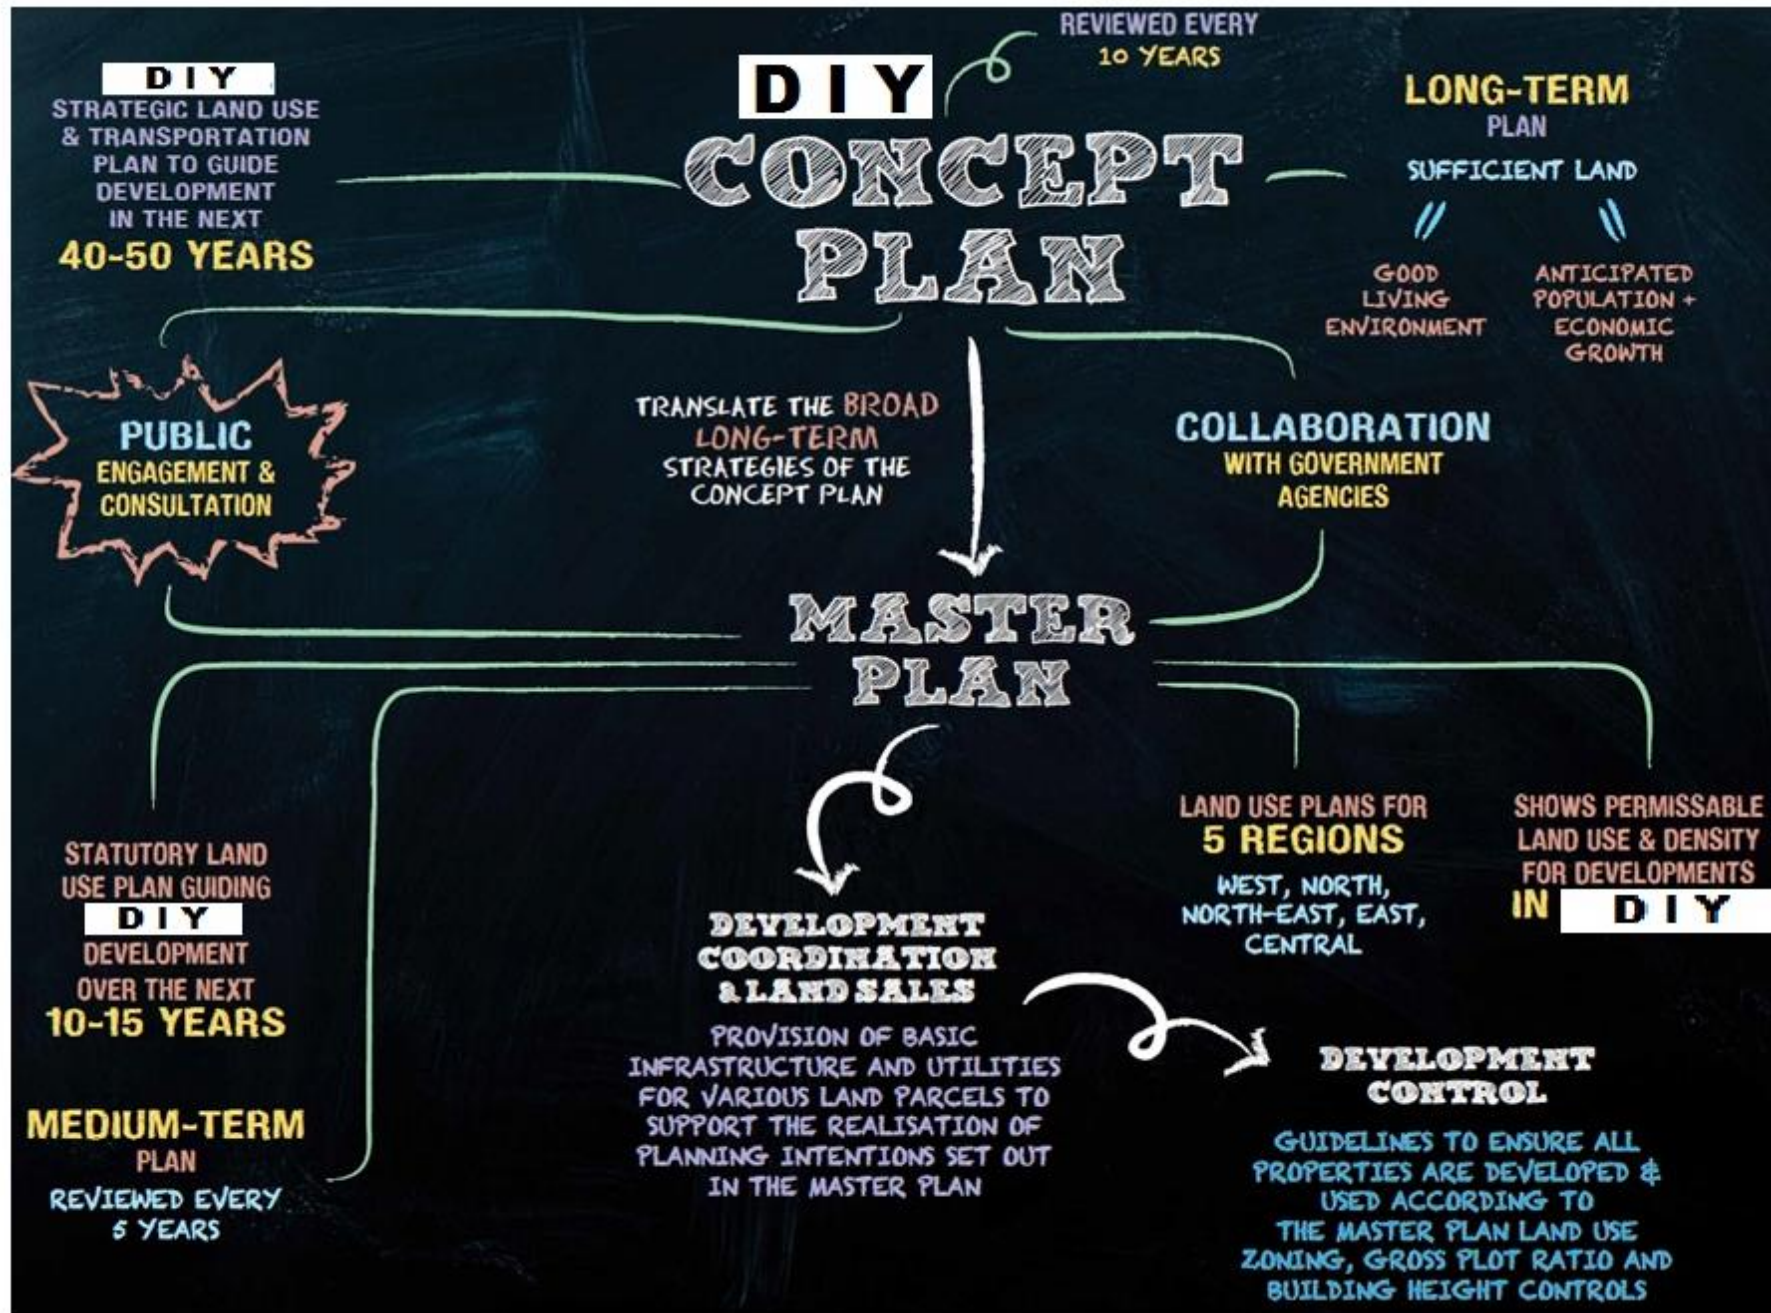 DIY
STRATEGIC LAND USE
& TRANSPORTATION
PLAN TO GUIDE
DEVELOPMENT
IN THE NEXT
40-50 YEARS
REVIEWED EVERY
10 YEARS
DIY
CONCEPT
PLAN
LONG-TERM
PLAN
SUFFICIENT LAND
GOOD
LIVING
ENVIRONMENT
ANTICIPATED
POPULATION +
ECONOMIC
GROWTH
PUBLIC
ENGAGEMENT &
CONSULTATION
TRANSLATE THE BROAD
LONG-TERM
STRATEGIES OF THE
CONCEPT PLAN
COLLABORATION
WITH GOVERNMENT
AGENCIES
MASTER
PLAN
STATUTORY LAND
USE PLAN GUIDING
DIY
DEVELOPMENT
OVER THE NEXT
10-15 YEARS
MEDIUM-TERM
PLAN
REVIEWED EVERY
5 YEARS
DEVELOPMENT
COORDINATION
& LAND SALES
PROVISION OF BASIC
INFRASTRUCTURE AND UTILITIES
FOR VARIOUS LAND PARCELS TO
SUPPORT THE REALISATION OF
PLANNING INTENTIONS SET OUT
IN THE MASTER PLAN
LAND USE PLANS FOR
5 REGIONS
WEST, NORTH,
NORTH-EAST, EAST,
CENTRAL
SHOWS PERMISSABLE
LAND USE & DENSITY
FOR DEVELOPMENTS
IN DIY
DEVELOPMENT
CONTROL
GUIDELINES TO ENSURE ALL
PROPERTIES ARE DEVELOPED &
USED ACCORDING TO
THE MASTER PLAN LAND USE
ZONING, GROSS PLOT RATIO AND
BUILDING HEIGHT CONTROLS